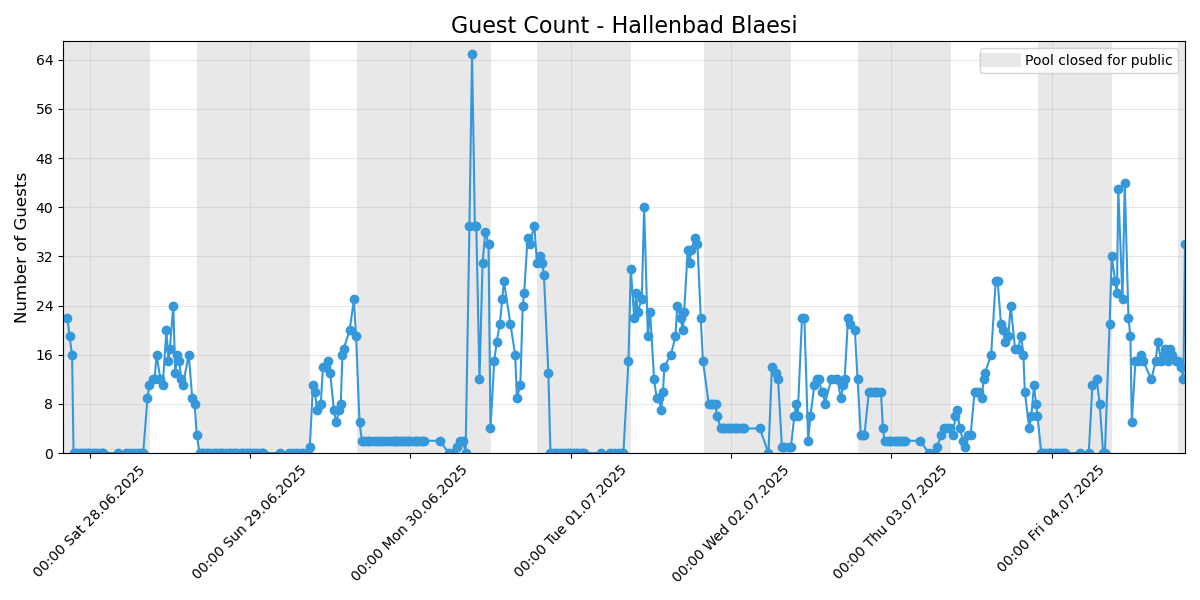 Guest Count - Hallenbad Blaesi
Pool closed for public
Number of Guests
64
56
48
40
32
24
16
8
0
00:00 Sat 28.06.2025
00:00 Sun 29.06.2025
00:00 Mon 30.06.2025
00:00 Tue 01.07.2025
00:00 Wed 02.07.2025
00:00 Thu 03.07.2025
00:00 Fri 04.07.2025